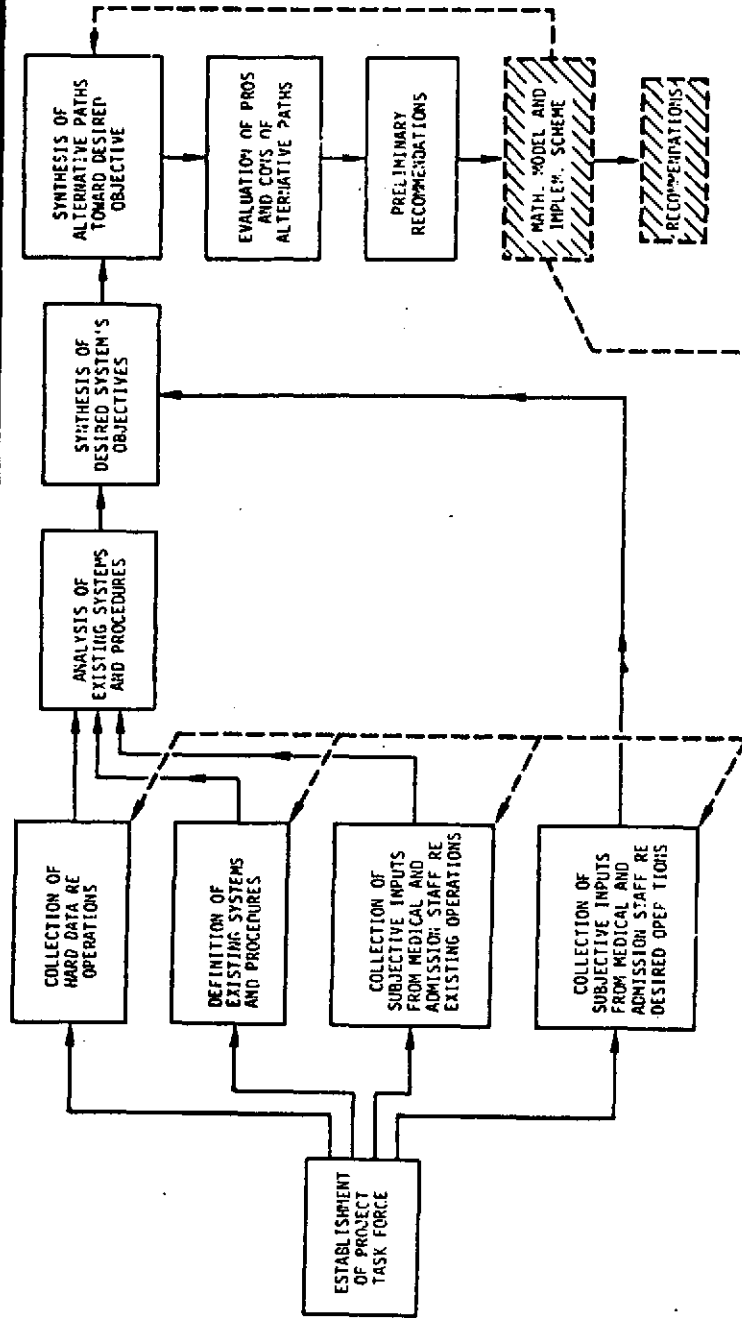 ESTABLISHMENT
OF PROJECT
TASK FORCE
COLLECTION OF
HARD DATA RE
OPERATIONS
DEFINITION OF
EXISTING SYSTEMS
AND PROCEDURES
COLLECTION OF
SUBJECTIVE INPUTS
FROM MEDICAL AND
ADMISSION STAFF RE
EXISTING OPERATIONS
COLLECTION OF
SUBJECTIVE INPUTS
FROM MEDICAL AND
ADMISSION STAFF RE
DESIRED
ANALYSIS OF
EXISTING SYSTEMS
AND PROCEDURES
SYNTHESIS OF
DESIRED SYSTEM'S
OBJECTIVES
SYNTHESIS OF
ALTERNATIVE PATHS
TOWARD DESIRED
OBJECTIVE
EVALUATION OF PROS
AND CONS OF
ALTERNATIVE PATHS
PRELIMINARY
RECOMMENDATIONS
MATH. MODEL AND
IMPLEM. SCHEME
RECOMMENDATIONS